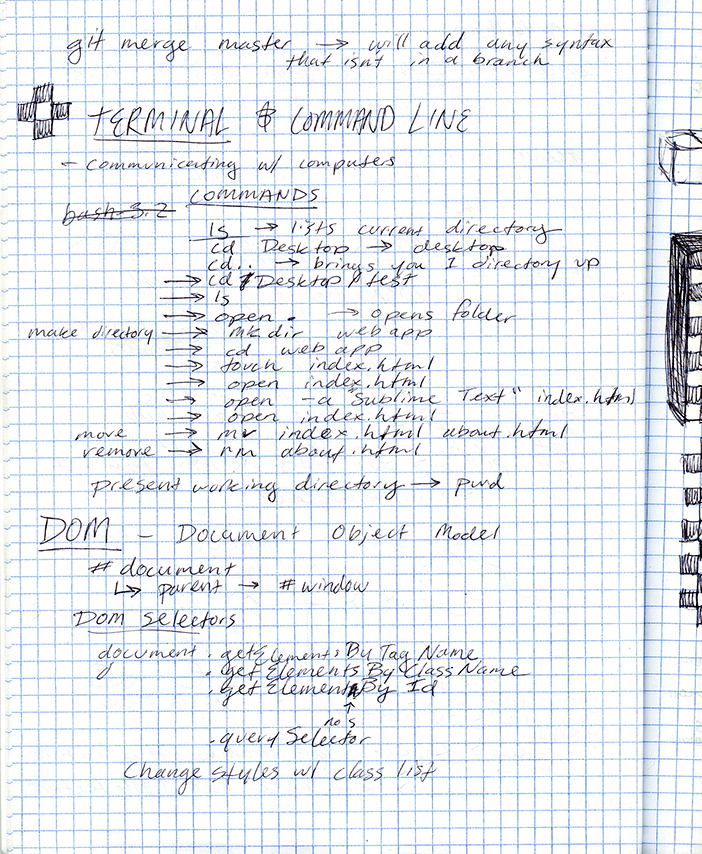 git merge master → will add any syntax
that isnt in a branch
TERMINAL & COMMAND LINE
- communicating w/ computers
COMMANDS
bash-3.2
ls → lists current directory
cd Desktop → desktop
cd.. → brings you 1 directory up
→ cd Desktop/test
→ ls
→ open . → opens folder
make directory → mkdir webapp
→ cd webapp
→ touch index.html
→ open index.html
→ open -a "Sublime Text" index.html
→ open index.html
move → mv index.html about.html
remove → rm about.html
present working directory → pwd
DOM - Document Object Model
# document
↳ parent → # window
DOM Selectors
document . getElementsByTagName
. getElementsByClassName
. getElementById
↑
no s
. querySelector
Change styles w/ class list